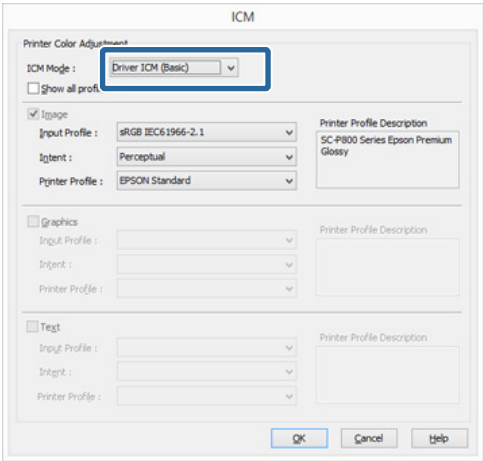 ICM
Printer Color Adjustment
ICM Mode :
Driver ICM (Basic)
Show all
Image
Input Profile :
sRGB IEC61966-2.1
Intent :
Perceptual
Printer Profile :
EPSON Standard
Printer Profile Description
SC-P800 Series Epson Premium
Glossy
Graphics
Input Profile :
Intent :
Printer Profile :
Printer Profile Description
Text
Input Profile :
Intent :
Printer Profile :
Printer Profile Description
OK
Cancel
Help